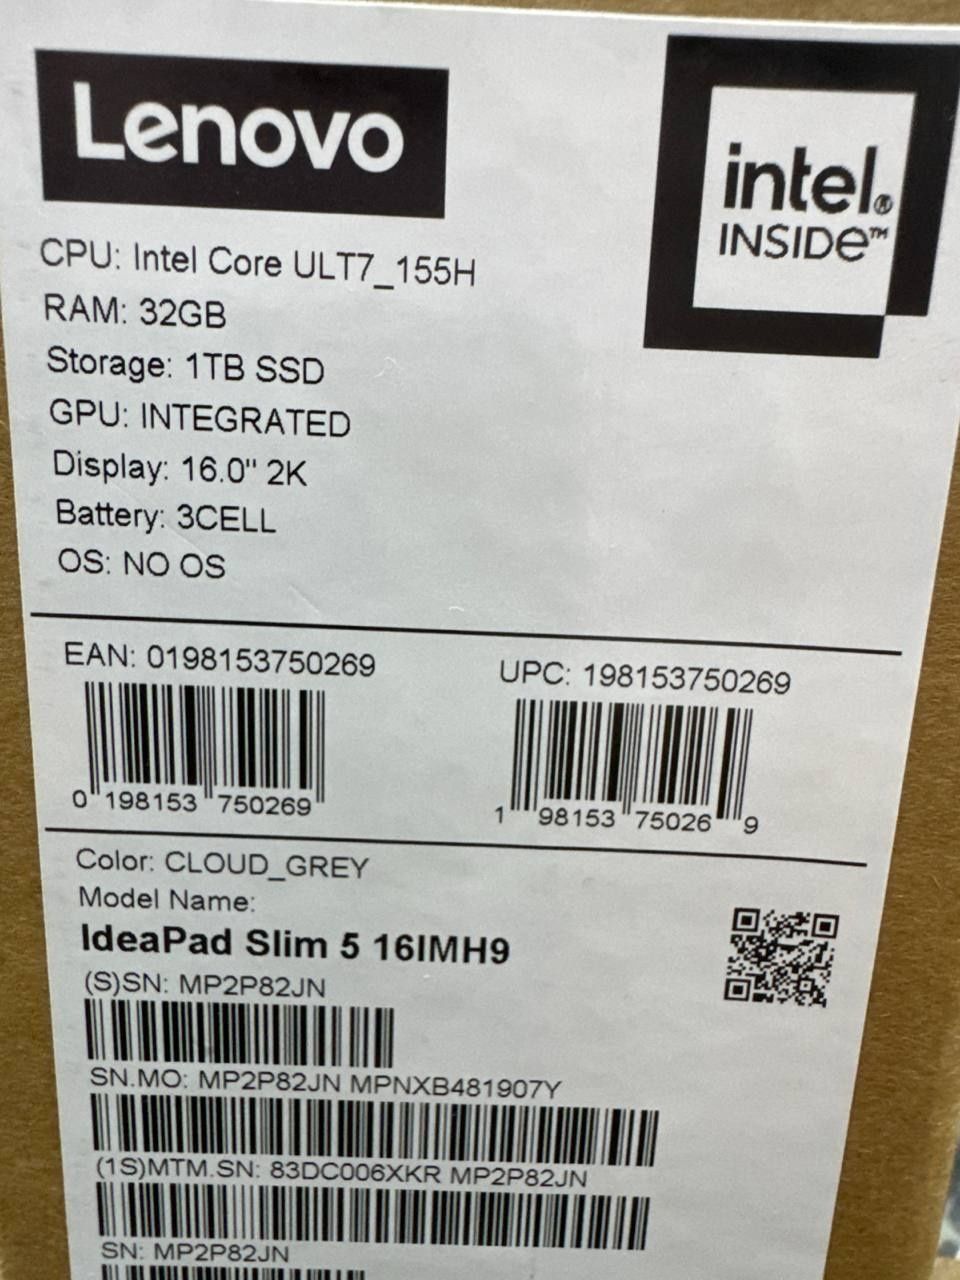 Lenovo
intel®
INSIDE™
CPU: Intel Core ULT7_155H
RAM: 32GB
Storage: 1TB SSD
GPU: INTEGRATED
Display: 16.0" 2K
Battery: 3CELL
OS: NO OS
EAN: 0198153750269
UPC: 198153750269
0 198153 750269
1 98153 75026 9
Color: CLOUD_GREY
Model Name:
IdeaPad Slim 5 16IMH9
(S)SN: MP2P82JN
SN.MO: MP2P82JN MPNXB481907Y
(1S)MTM.SN: 83DC006XKR MP2P82JN
SN: MP2P82JN